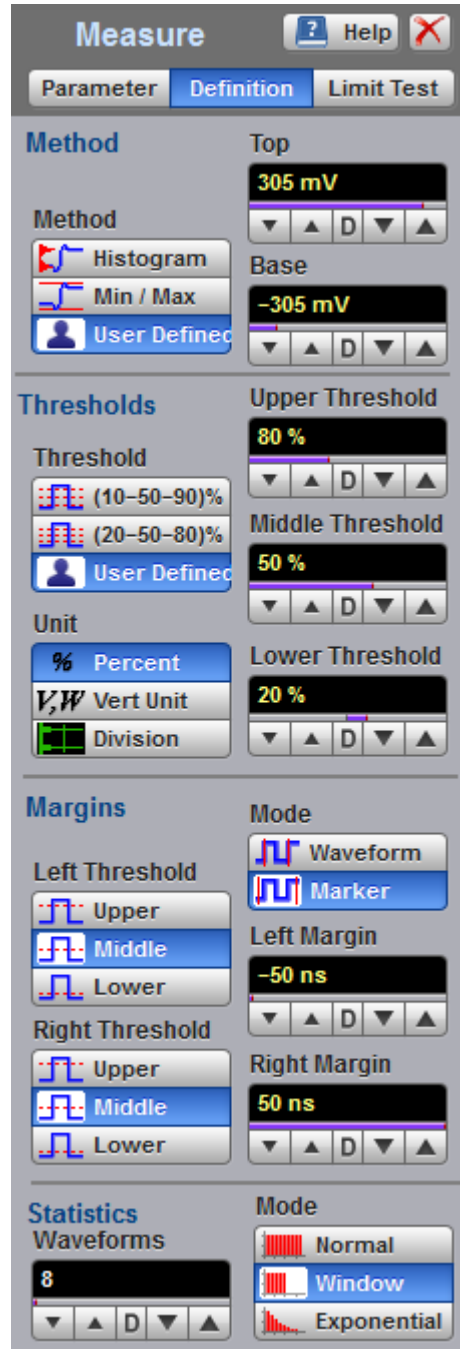 Measure
Help
Parameter Definition Limit Test
Method
Top
305 mV
D
Method
Histogram
Min / Max
User Defined
Base
−305 mV
D
Thresholds
Upper Threshold
80 %
D
Threshold
(10−50−90)%
(20−50−80)%
User Defined
Middle Threshold
50 %
D
Unit
% Percent
V,W Vert Unit
Division
Lower Threshold
20 %
D
Margins
Mode
Waveform
Marker
Left Threshold
Upper
Middle
Lower
Left Margin
−50 ns
D
Right Threshold
Upper
Middle
Lower
Right Margin
50 ns
D
Statistics
Waveforms
8
D
Mode
Normal
Window
Exponential